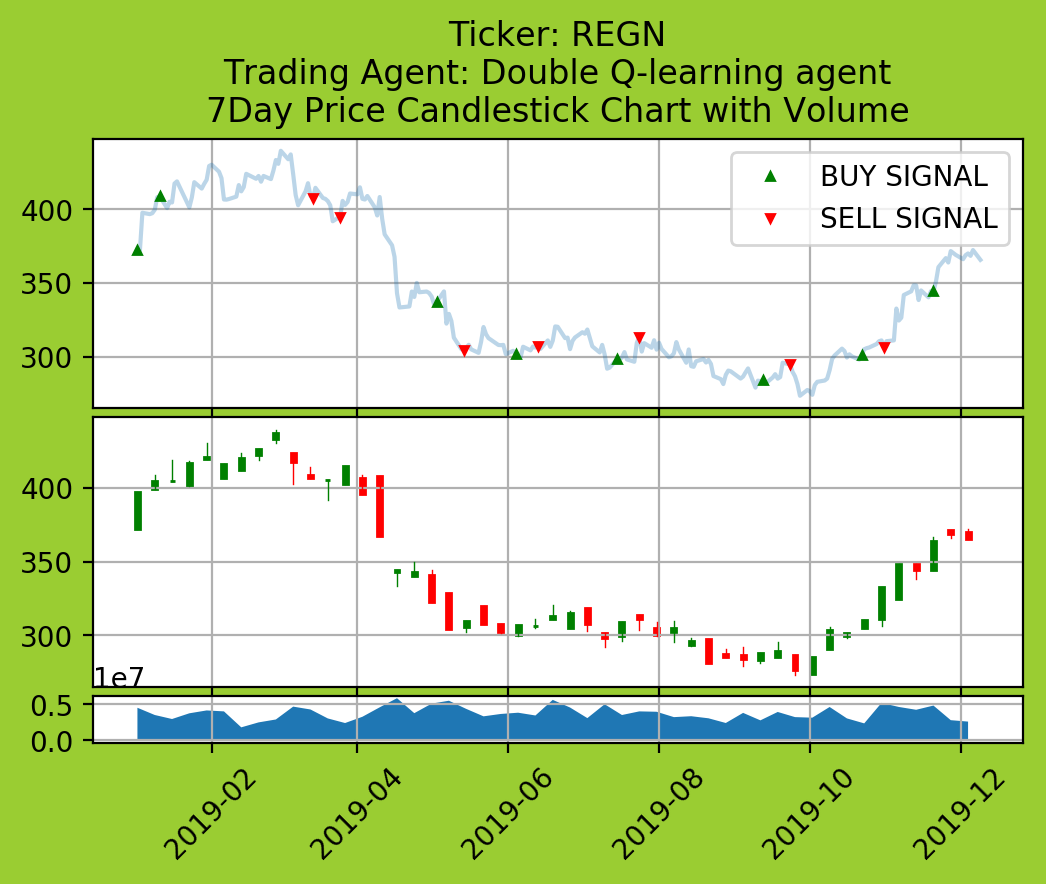 Ticker: REGN
Trading Agent: Double Q-learning agent
7Day Price Candlestick Chart with Volume
BUY SIGNAL
SELL SIGNAL
400
350
300
400
350
300
1e7
0.5
0.0
2019-02
2019-04
2019-06
2019-08
2019-10
2019-12